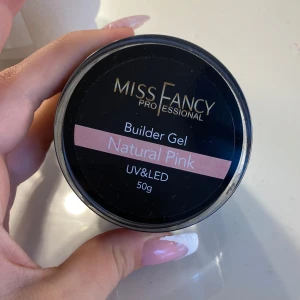 MISS FANCY
PROFESSIONAL
Builder Gel
Natural Pink
UV&LED
50g